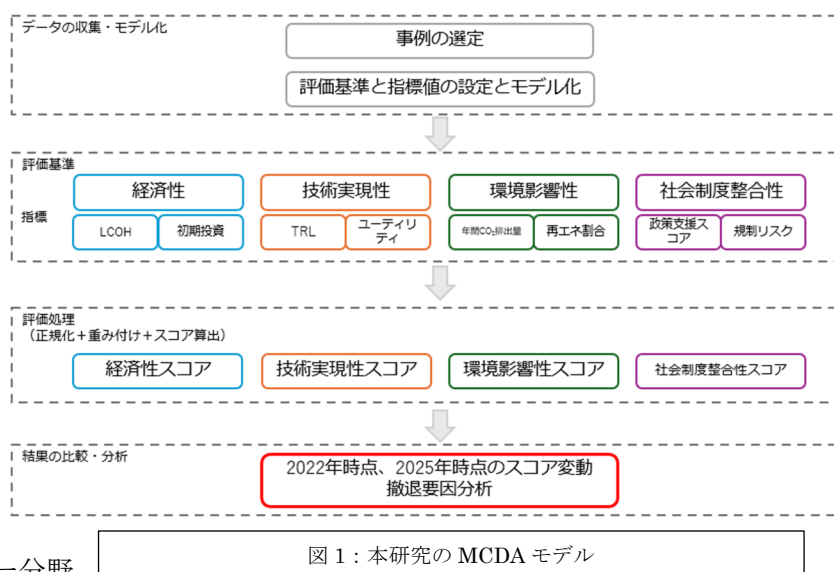 データの収集・モデル化
事例の選定
評価基準と指標値の設定とモデル化
評価基準
経済性 技術実現性 環境影響性 社会制度整合性
指標
LCOH 初期投資 TRL ユーティリ
ティ 年間CO₂排出量 再エネ割合 政策支援ス
コア 規制リスク
評価処理
(正規化+重み付け+スコア算出)
経済性スコア 技術実現性スコア 環境影響性スコア 社会制度整合性スコア
結果の比較・分析
2022年時点、2025年時点のスコア変動
撤退要因分析
図 1：本研究の MCDA モデル
ー分野